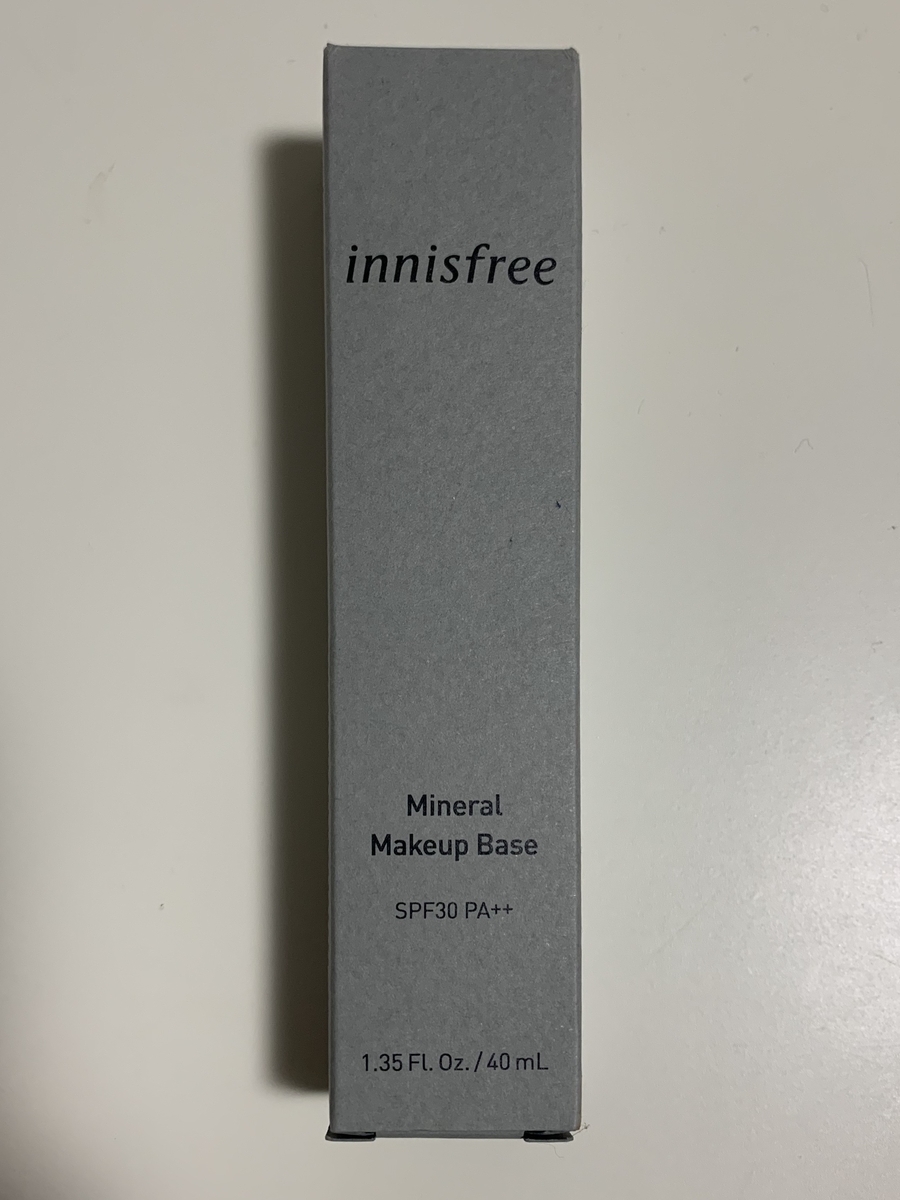 innisfree
Mineral
Makeup Base
SPF30 PA++
1.35 Fl. Oz. / 40 mL